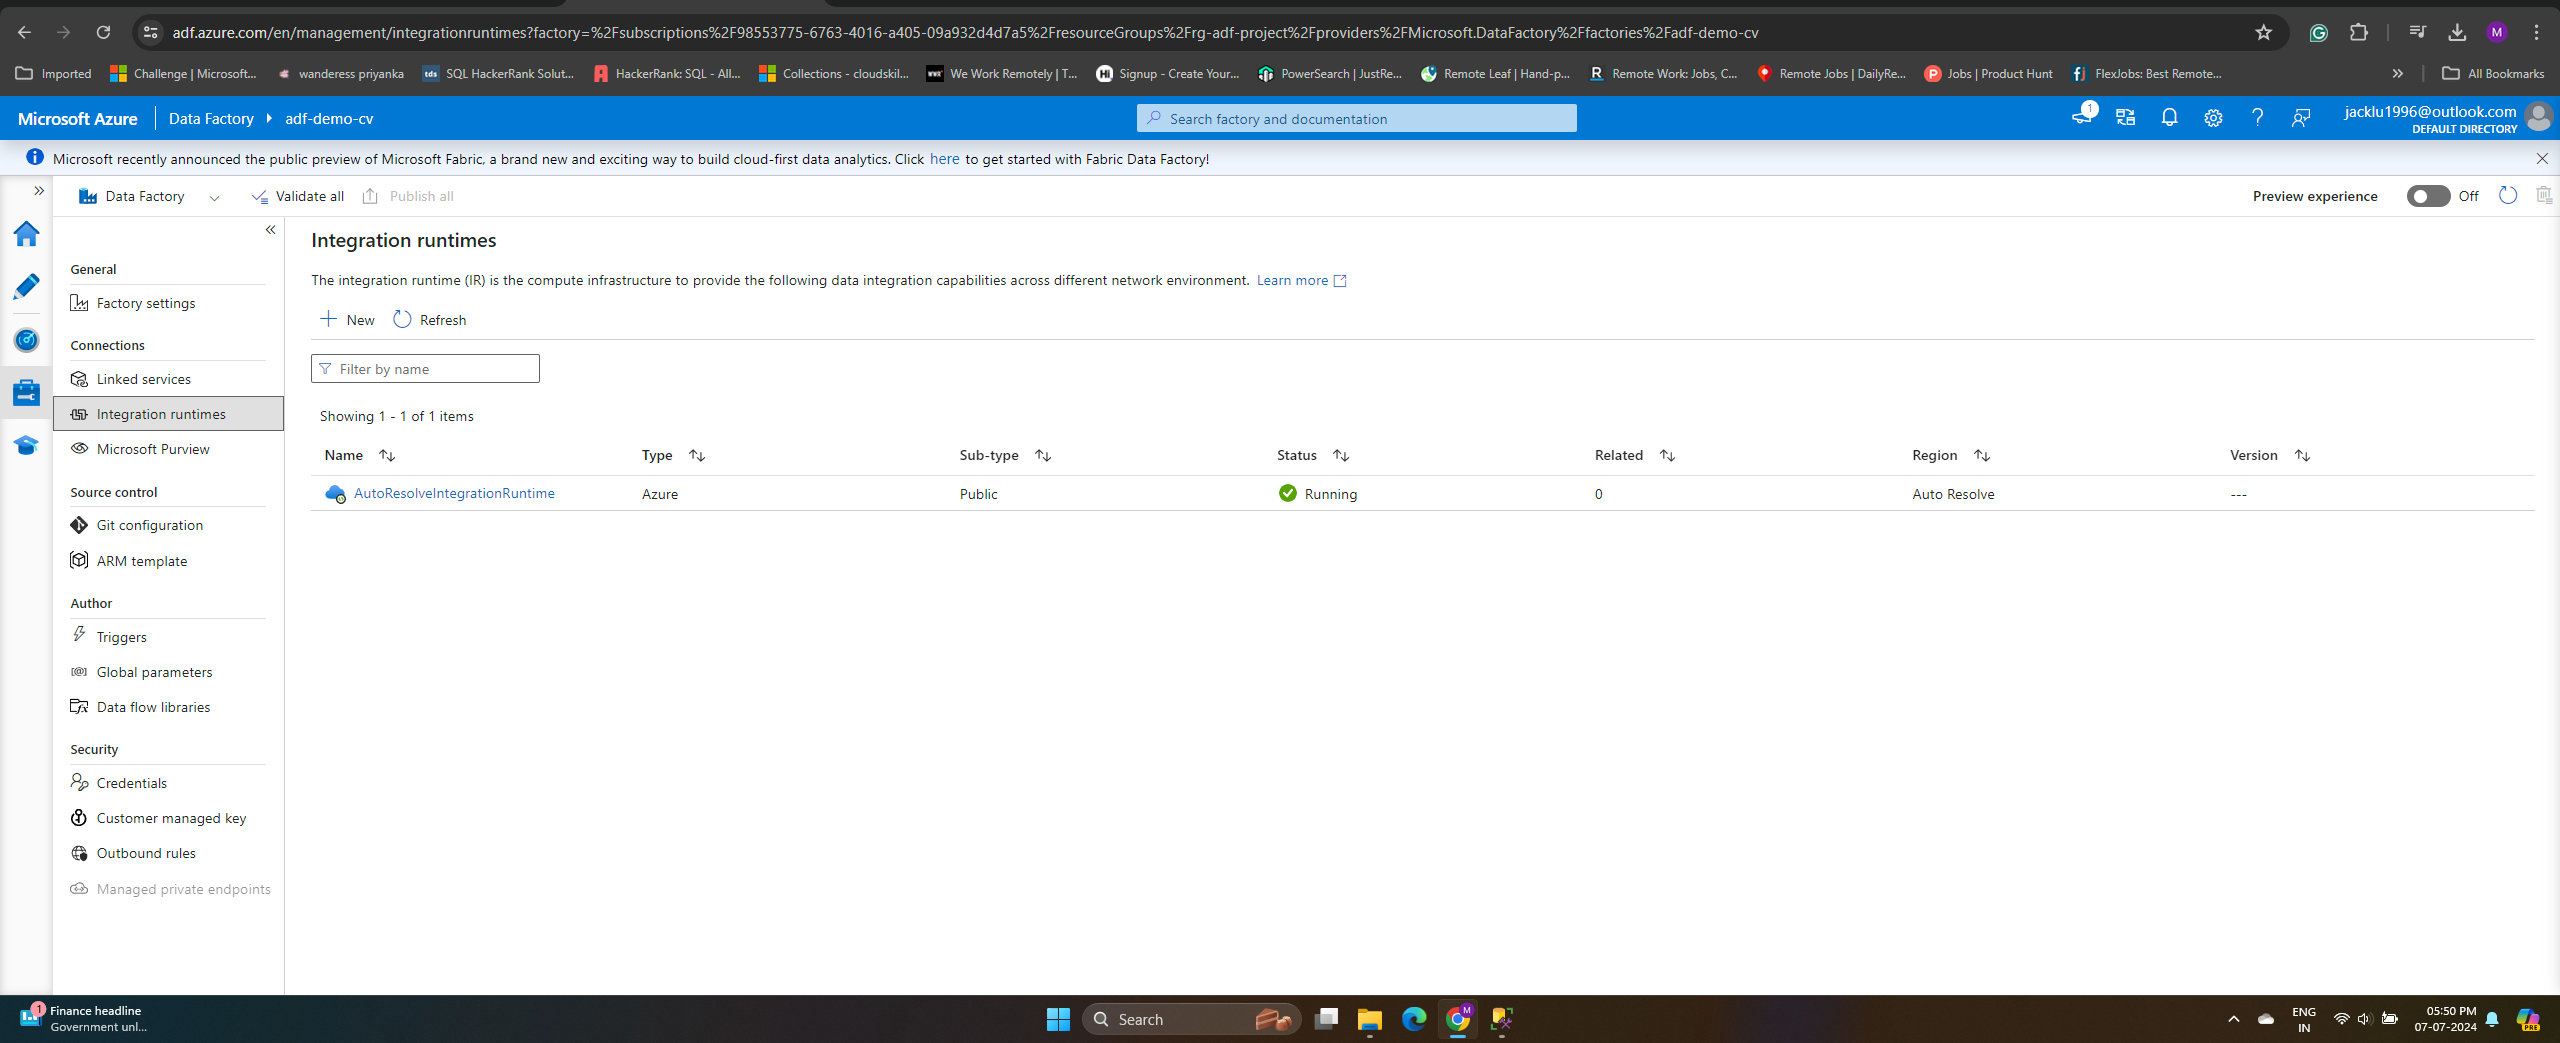 adf.azure.com/en/management/integrationruntimes?factory=%2Fsubscriptions%2F98553775-6763-4016-a405-09a932d4d7a5%2FresourceGroups%2Frg-adf-project%2Fproviders%2FMicrosoft.DataFactory%2Ffactories%2Fadf-demo-cv
M
Imported
Challenge | Microsoft...
wanderess priyanka
tds SQL HackerRank Solut...
HackerRank: SQL - All...
Collections - cloudskil...
We Work Remotely | T...
Hi Signup - Create Your...
PowerSearch | JustRe...
Remote Leaf | Hand-p...
R Remote Work: Jobs, C...
Remote Jobs | DailyRe...
P Jobs | Product Hunt
fj FlexJobs: Best Remote...
All Bookmarks
Microsoft Azure
Data Factory
adf-demo-cv
Search factory and documentation
1
jacklu1996@outlook.com
DEFAULT DIRECTORY
Microsoft recently announced the public preview of Microsoft Fabric, a brand new and exciting way to build cloud-first data analytics. Click here to get started with Fabric Data Factory!
Data Factory
Validate all
Publish all
Preview experience
Off
General
Factory settings
Connections
Linked services
Integration runtimes
Microsoft Purview
Source control
Git configuration
ARM template
Author
Triggers
Global parameters
Data flow libraries
Security
Credentials
Customer managed key
Outbound rules
Managed private endpoints
Integration runtimes
The integration runtime (IR) is the compute infrastructure to provide the following data integration capabilities across different network environment. Learn more
New
Refresh
Filter by name
Showing 1 - 1 of 1 items
Name Type Sub-type Status Related Region Version
AutoResolveIntegrationRuntime Azure Public Running 0 Auto Resolve ---
1
Finance headline
Government unl...
Search
M
ENG
IN
05:50 PM
07-07-2024
PRE